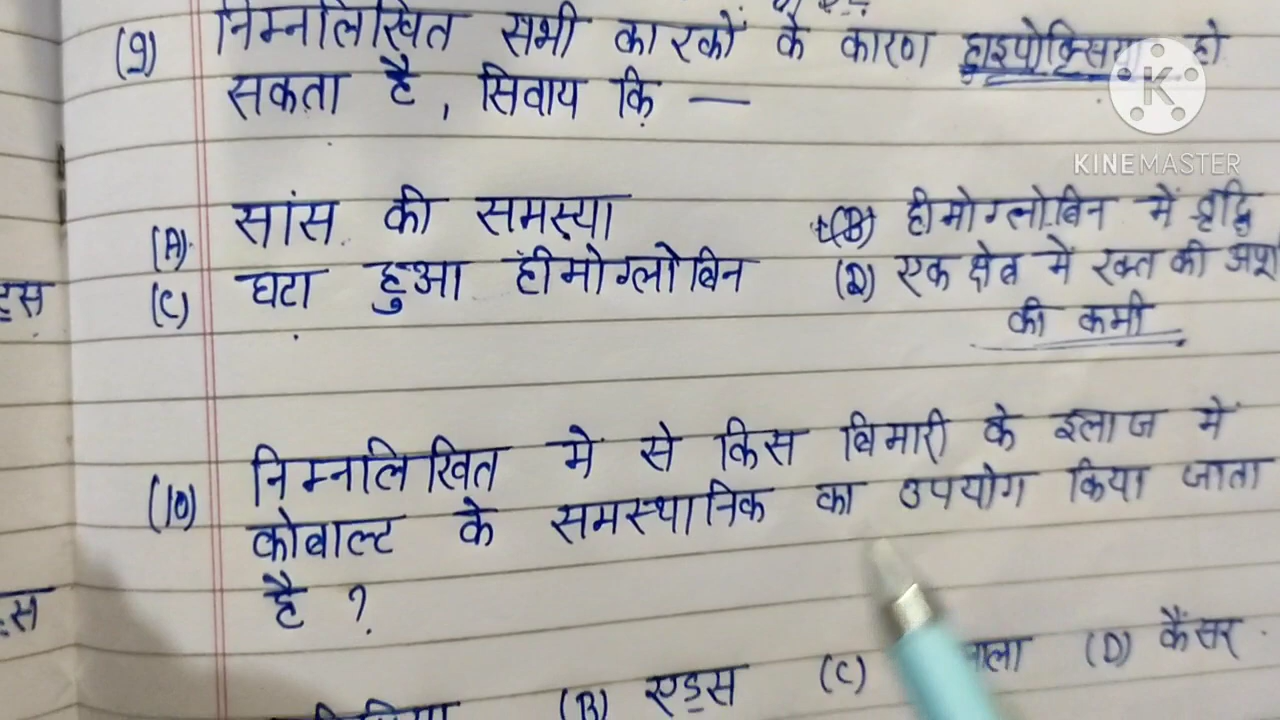 (9) निम्नलिखित सभी कारकों के कारण हाइपोक्सिया हो
सकता है, सिवाय कि —
K
KINEMASTER
(A) सांस की समस्या (B) हीमोग्लोबिन में वृद्धि
(C) घटा हुआ हीमोग्लोबिन (D) एक क्षेत्र में रक्त की
की कमी
ड्स
(10) निम्नलिखित में से किस बिमारी के इलाज में
कोबाल्ट के समस्थानिक का उपयोग किया जाता
है ?
(B) एड्स (C) (D) कैंसर